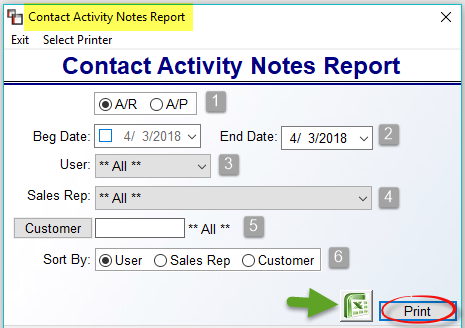 Contact Activity Notes Report
Exit Select Printer
Contact Activity Notes Report
A/R A/P 1
Beg Date: 4/ 3/2018 End Date: 4/ 3/2018 2
User: ** All ** 3
Sales Rep: ** All ** 4
Customer ** All ** 5
Sort By: User Sales Rep Customer 6
Print